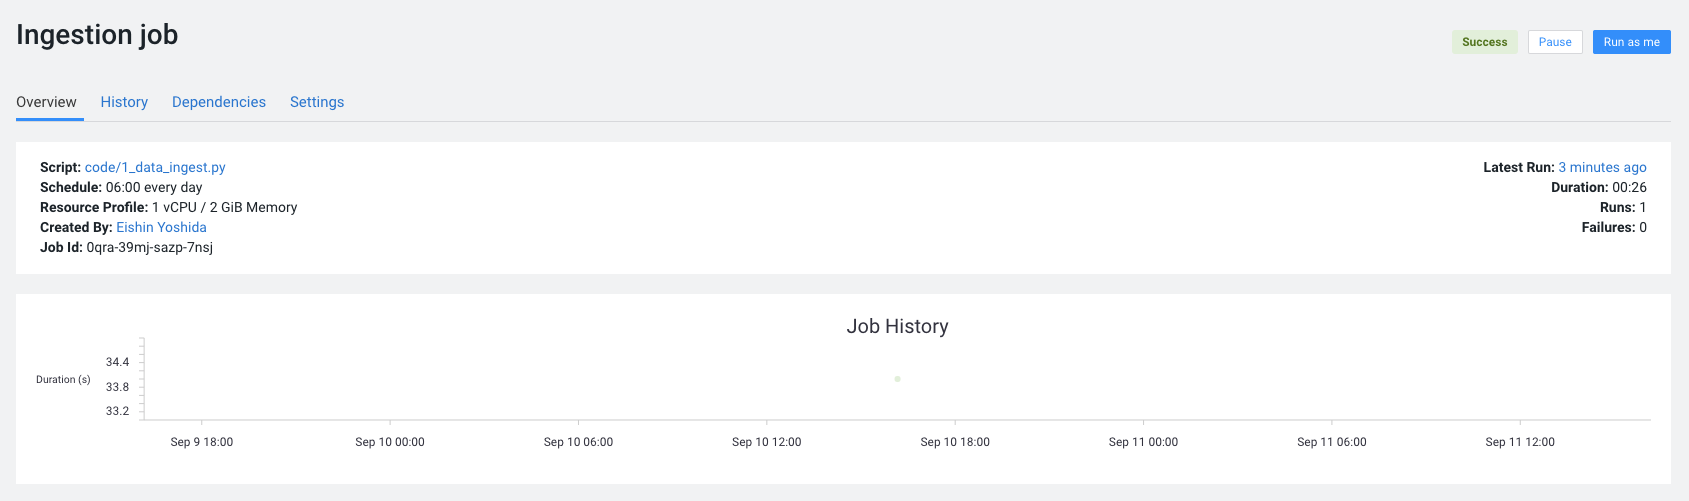 Ingestion job
Success Pause Run as me
Overview History Dependencies Settings
Script: code/1_data_ingest.py
Schedule: 06:00 every day
Resource Profile: 1 vCPU / 2 GiB Memory
Created By: Eishin Yoshida
Job Id: 0qra-39mj-sazp-7nsj
Latest Run: 3 minutes ago
Duration: 00:26
Runs: 1
Failures: 0
Job History
Duration (s)
34.4
33.8
33.2
Sep 9 18:00 Sep 10 00:00 Sep 10 06:00 Sep 10 12:00 Sep 10 18:00 Sep 11 00:00 Sep 11 06:00 Sep 11 12:00